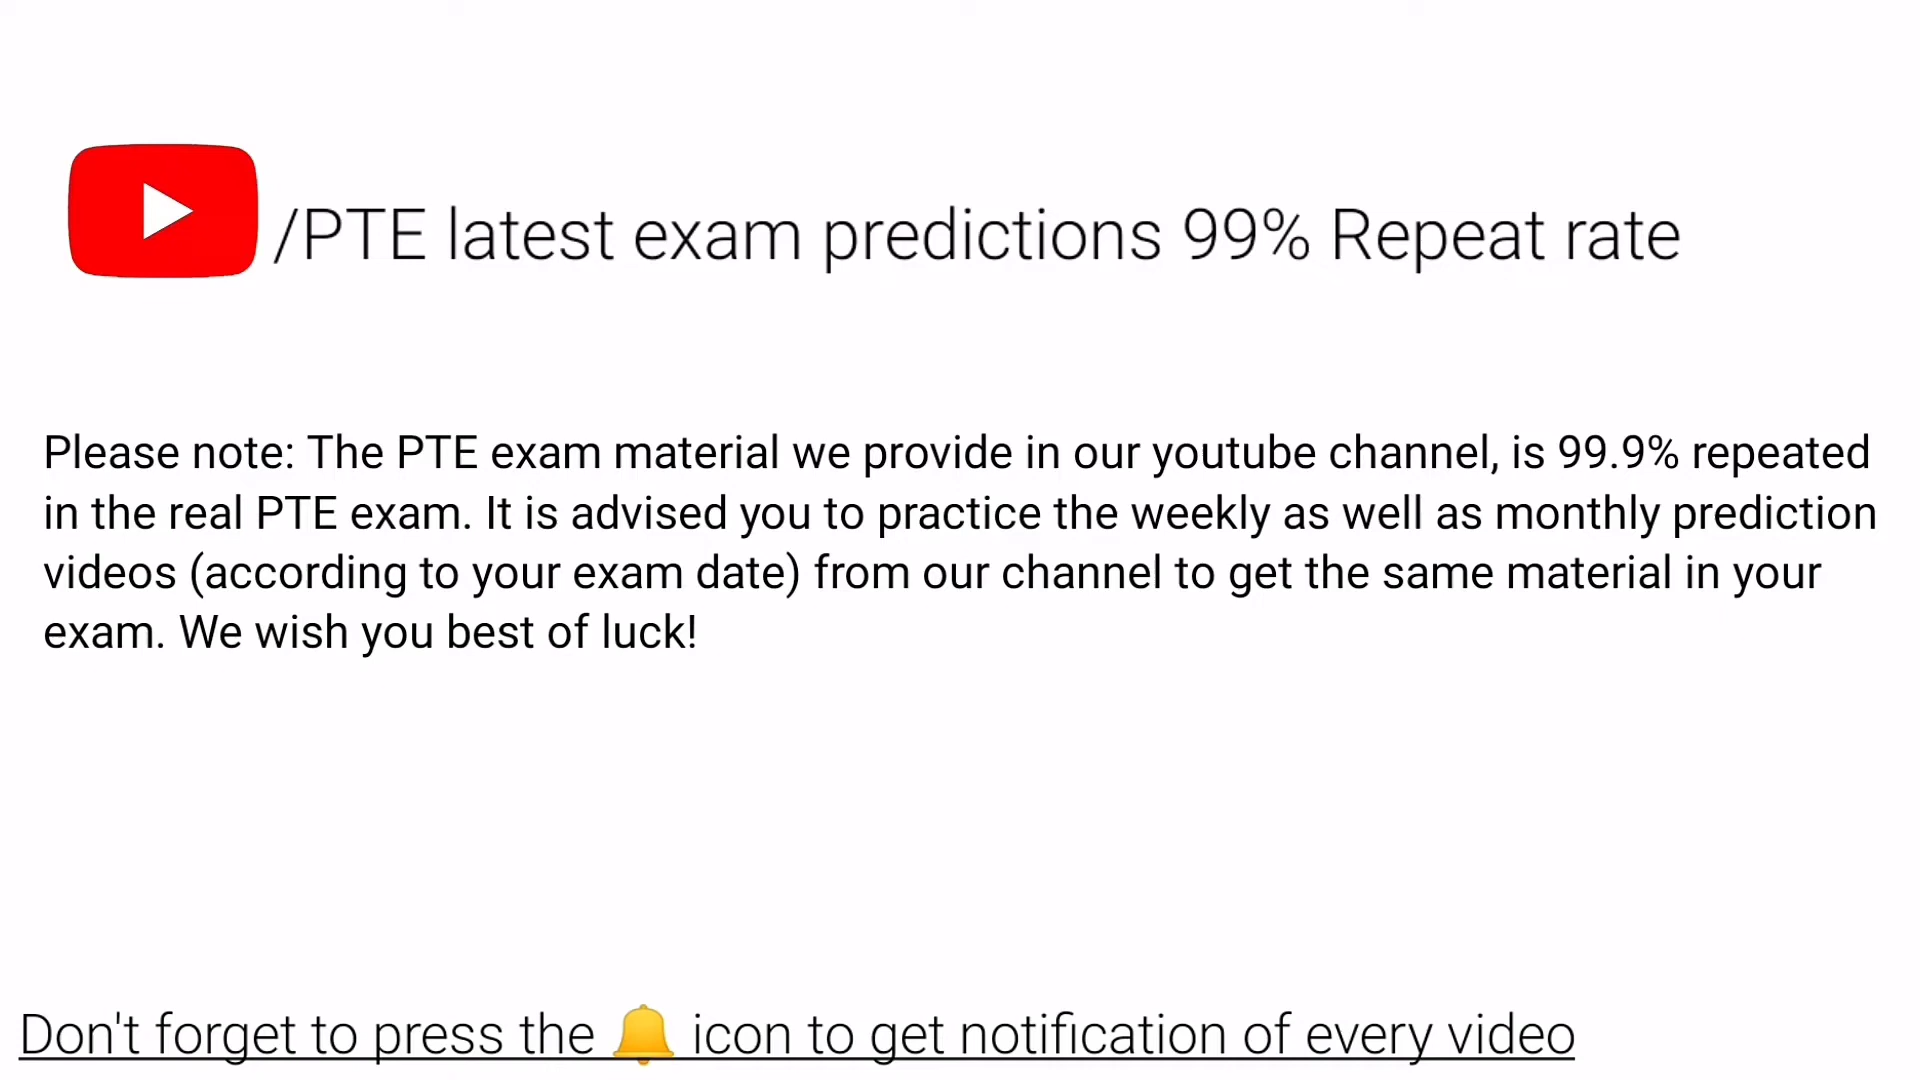 /PTE latest exam predictions 99% Repeat rate
Please note: The PTE exam material we provide in our youtube channel, is 99.9% repeated
in the real PTE exam. It is advised you to practice the weekly as well as monthly prediction
videos (according to your exam date) from our channel to get the same material in your
exam. We wish you best of luck!
Don't forget to press the 🔔 icon to get notification of every video